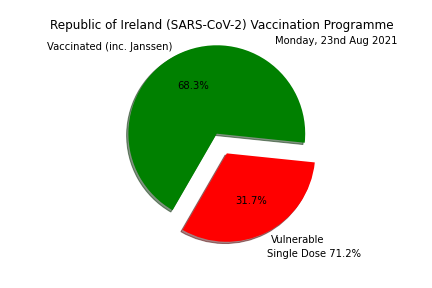 Republic of Ireland (SARS-CoV-2) Vaccination Programme
Monday, 23nd Aug 2021
Vaccinated (inc. Janssen)
68.3%
31.7%
Vulnerable
Single Dose 71.2%